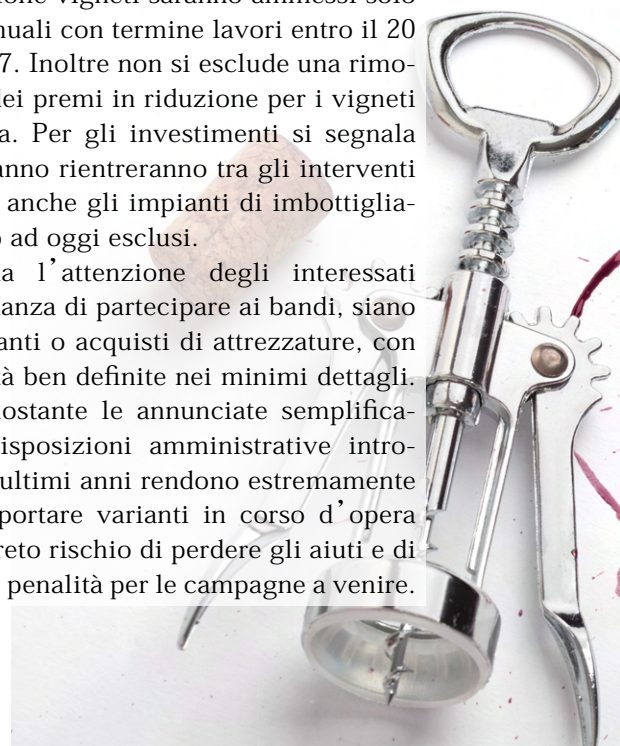 vigneti saranno ammessi solo
con termine lavori entro il 20
7. Inoltre non si esclude una rimo-
dei premi in riduzione per i vigneti
Per gli investimenti si segnala
rientreranno tra gli interventi
anche gli impianti di imbottiglia-
ad oggi esclusi.
l’attenzione degli interessati
di partecipare ai bandi, siano
o acquisti di attrezzature, con
ben definite nei minimi dettagli.
le annunciate semplifica-
amministrative intro-
ultimi anni rendono estremamente
portare varianti in corso d’opera
rischio di perdere gli aiuti e di
penalità per le campagne a venire.